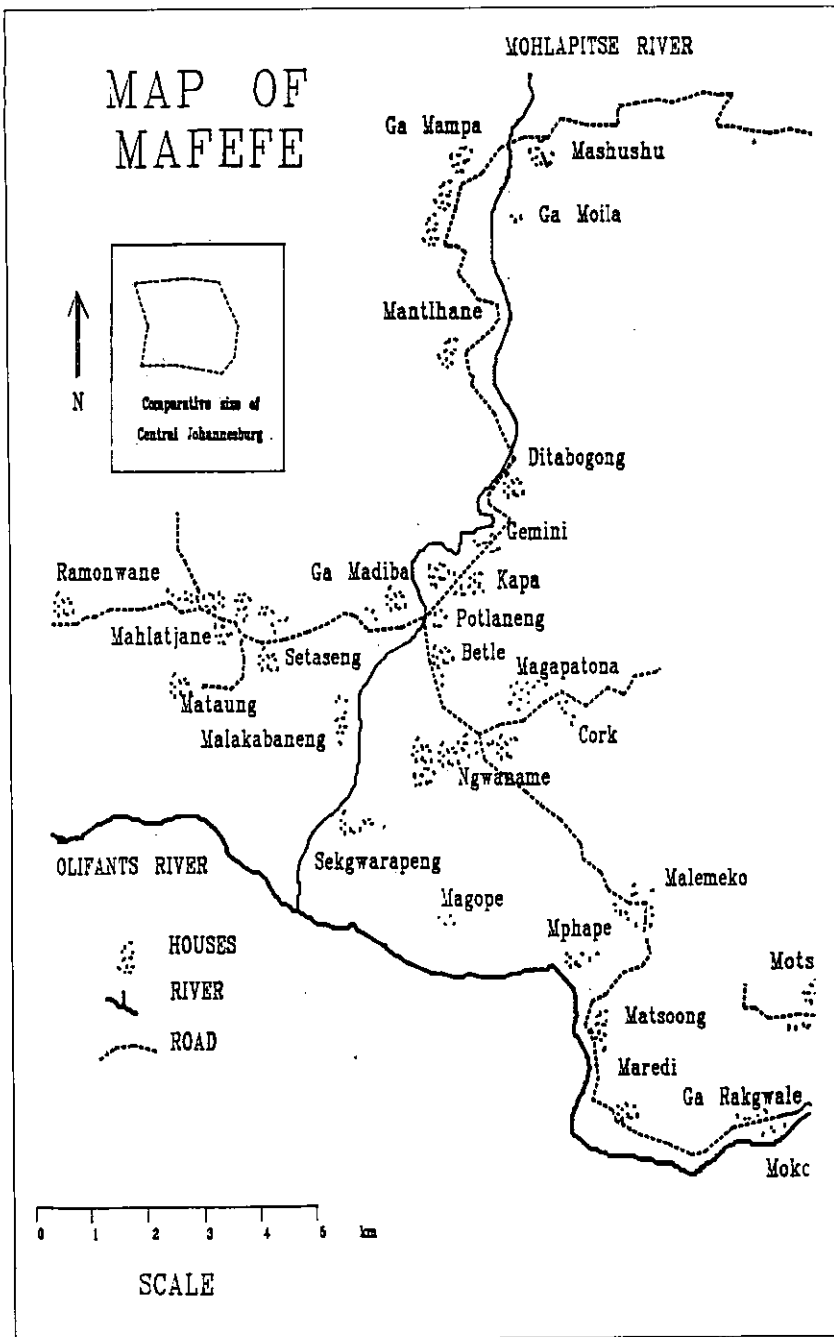 MOHLAPITSE RIVER
MAP OF
MAFEFE
Ga Mampa
Mashushu
Ga Moila
Mantlhane
N
Comparative size of
Central Johannesburg
Ditabogong
Gemini
Ramonwane
Ga Madiba
Kapa
Mahlatjane
Potlaneng
Setaseng
Betle
Magapatona
Mataung
Malakabaneng
Cork
Ngwaname
OLIFANTS RIVER
Sekgwarapeng
Malemeko
Magope
Mphape
HOUSES
Mots
RIVER
Matsoong
ROAD
Maredi
Ga Rakgwale
Mokc
0 1 2 3 4 5 km
SCALE